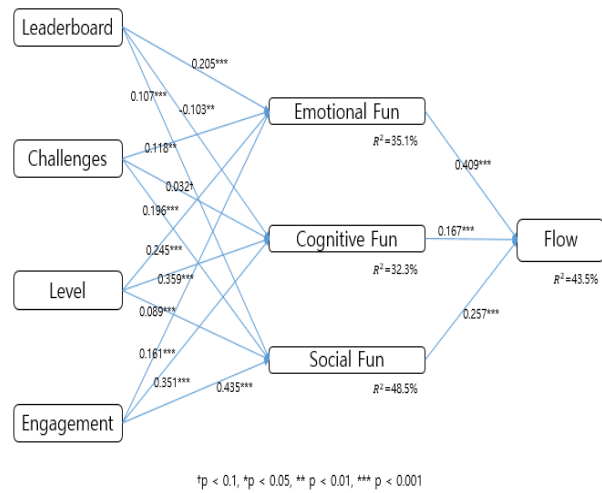 Leaderboard
0.205***
0.107***
-0.103**
Emotional Fun
R²=35.1%
Challenges
0.118**
0.032†
0.196***
0.409***
Cognitive Fun
R²=32.3%
0.167***
Flow
R²=43.5%
0.245***
0.359***
Level
0.089***
0.257***
0.161***
Social Fun
R²=48.5%
0.351***
0.435***
Engagement
†p < 0.1, *p < 0.05, ** p < 0.01, *** p < 0.001